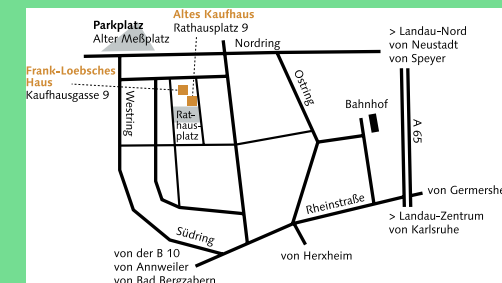 Parkplatz
Alter Meßplatz
Altes Kaufhaus
Rathausplatz 9
Nordring
> Landau-Nord
von Neustadt
von Speyer
Frank-Loebsches
Haus
Kaufhausgasse 9
Westring
Rat-
haus-
platz
Ostring
Bahnhof
A 65
Rheinstraße
von Germershe
> Landau-Zentrum
von Karlsruhe
Südring
von der B 10
von Annweiler
von Bad Bergzabern
von Herxheim